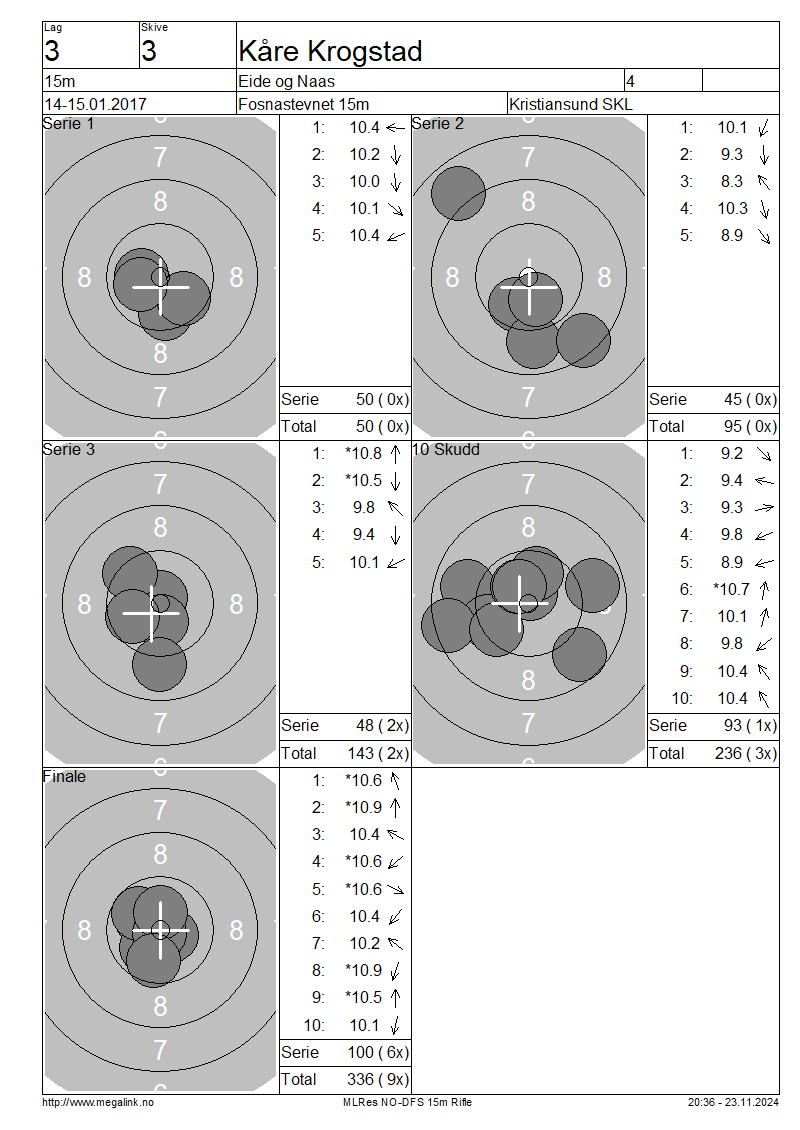 Lag
Skive
3
3
Kåre Krogstad
15m
Eide og Naas
4
14-15.01.2017
Fosnastevnet 15m
Kristiansund SKL
Serie 1
7
8
8
8
8
7
1: 10.4
2: 10.2
3: 10.0
4: 10.1
5: 10.4
Serie 50 ( 0x)
Total 50 ( 0x)
Serie 2
7
8
8
8
8
7
1: 10.1
2: 9.3
3: 8.3
4: 10.3
5: 8.9
Serie 45 ( 0x)
Total 95 ( 0x)
Serie 3
7
8
8
8
7
1: *10.8
2: *10.5
3: 9.8
4: 9.4
5: 10.1
Serie 48 ( 2x)
Total 143 ( 2x)
10 Skudd
7
8
8
7
1: 9.2
2: 9.4
3: 9.3
4: 9.8
5: 8.9
6: *10.7
7: 10.1
8: 9.8
9: 10.4
10: 10.4
Serie 93 ( 1x)
Total 236 ( 3x)
Finale
7
8
8
8
8
7
1: *10.6
2: *10.9
3: 10.4
4: *10.6
5: *10.6
6: 10.4
7: 10.2
8: *10.9
9: *10.5
10: 10.1
Serie 100 ( 6x)
Total 336 ( 9x)
http://www.megalink.no
MLRes NO-DFS 15m Rifle
20:36 - 23.11.2024